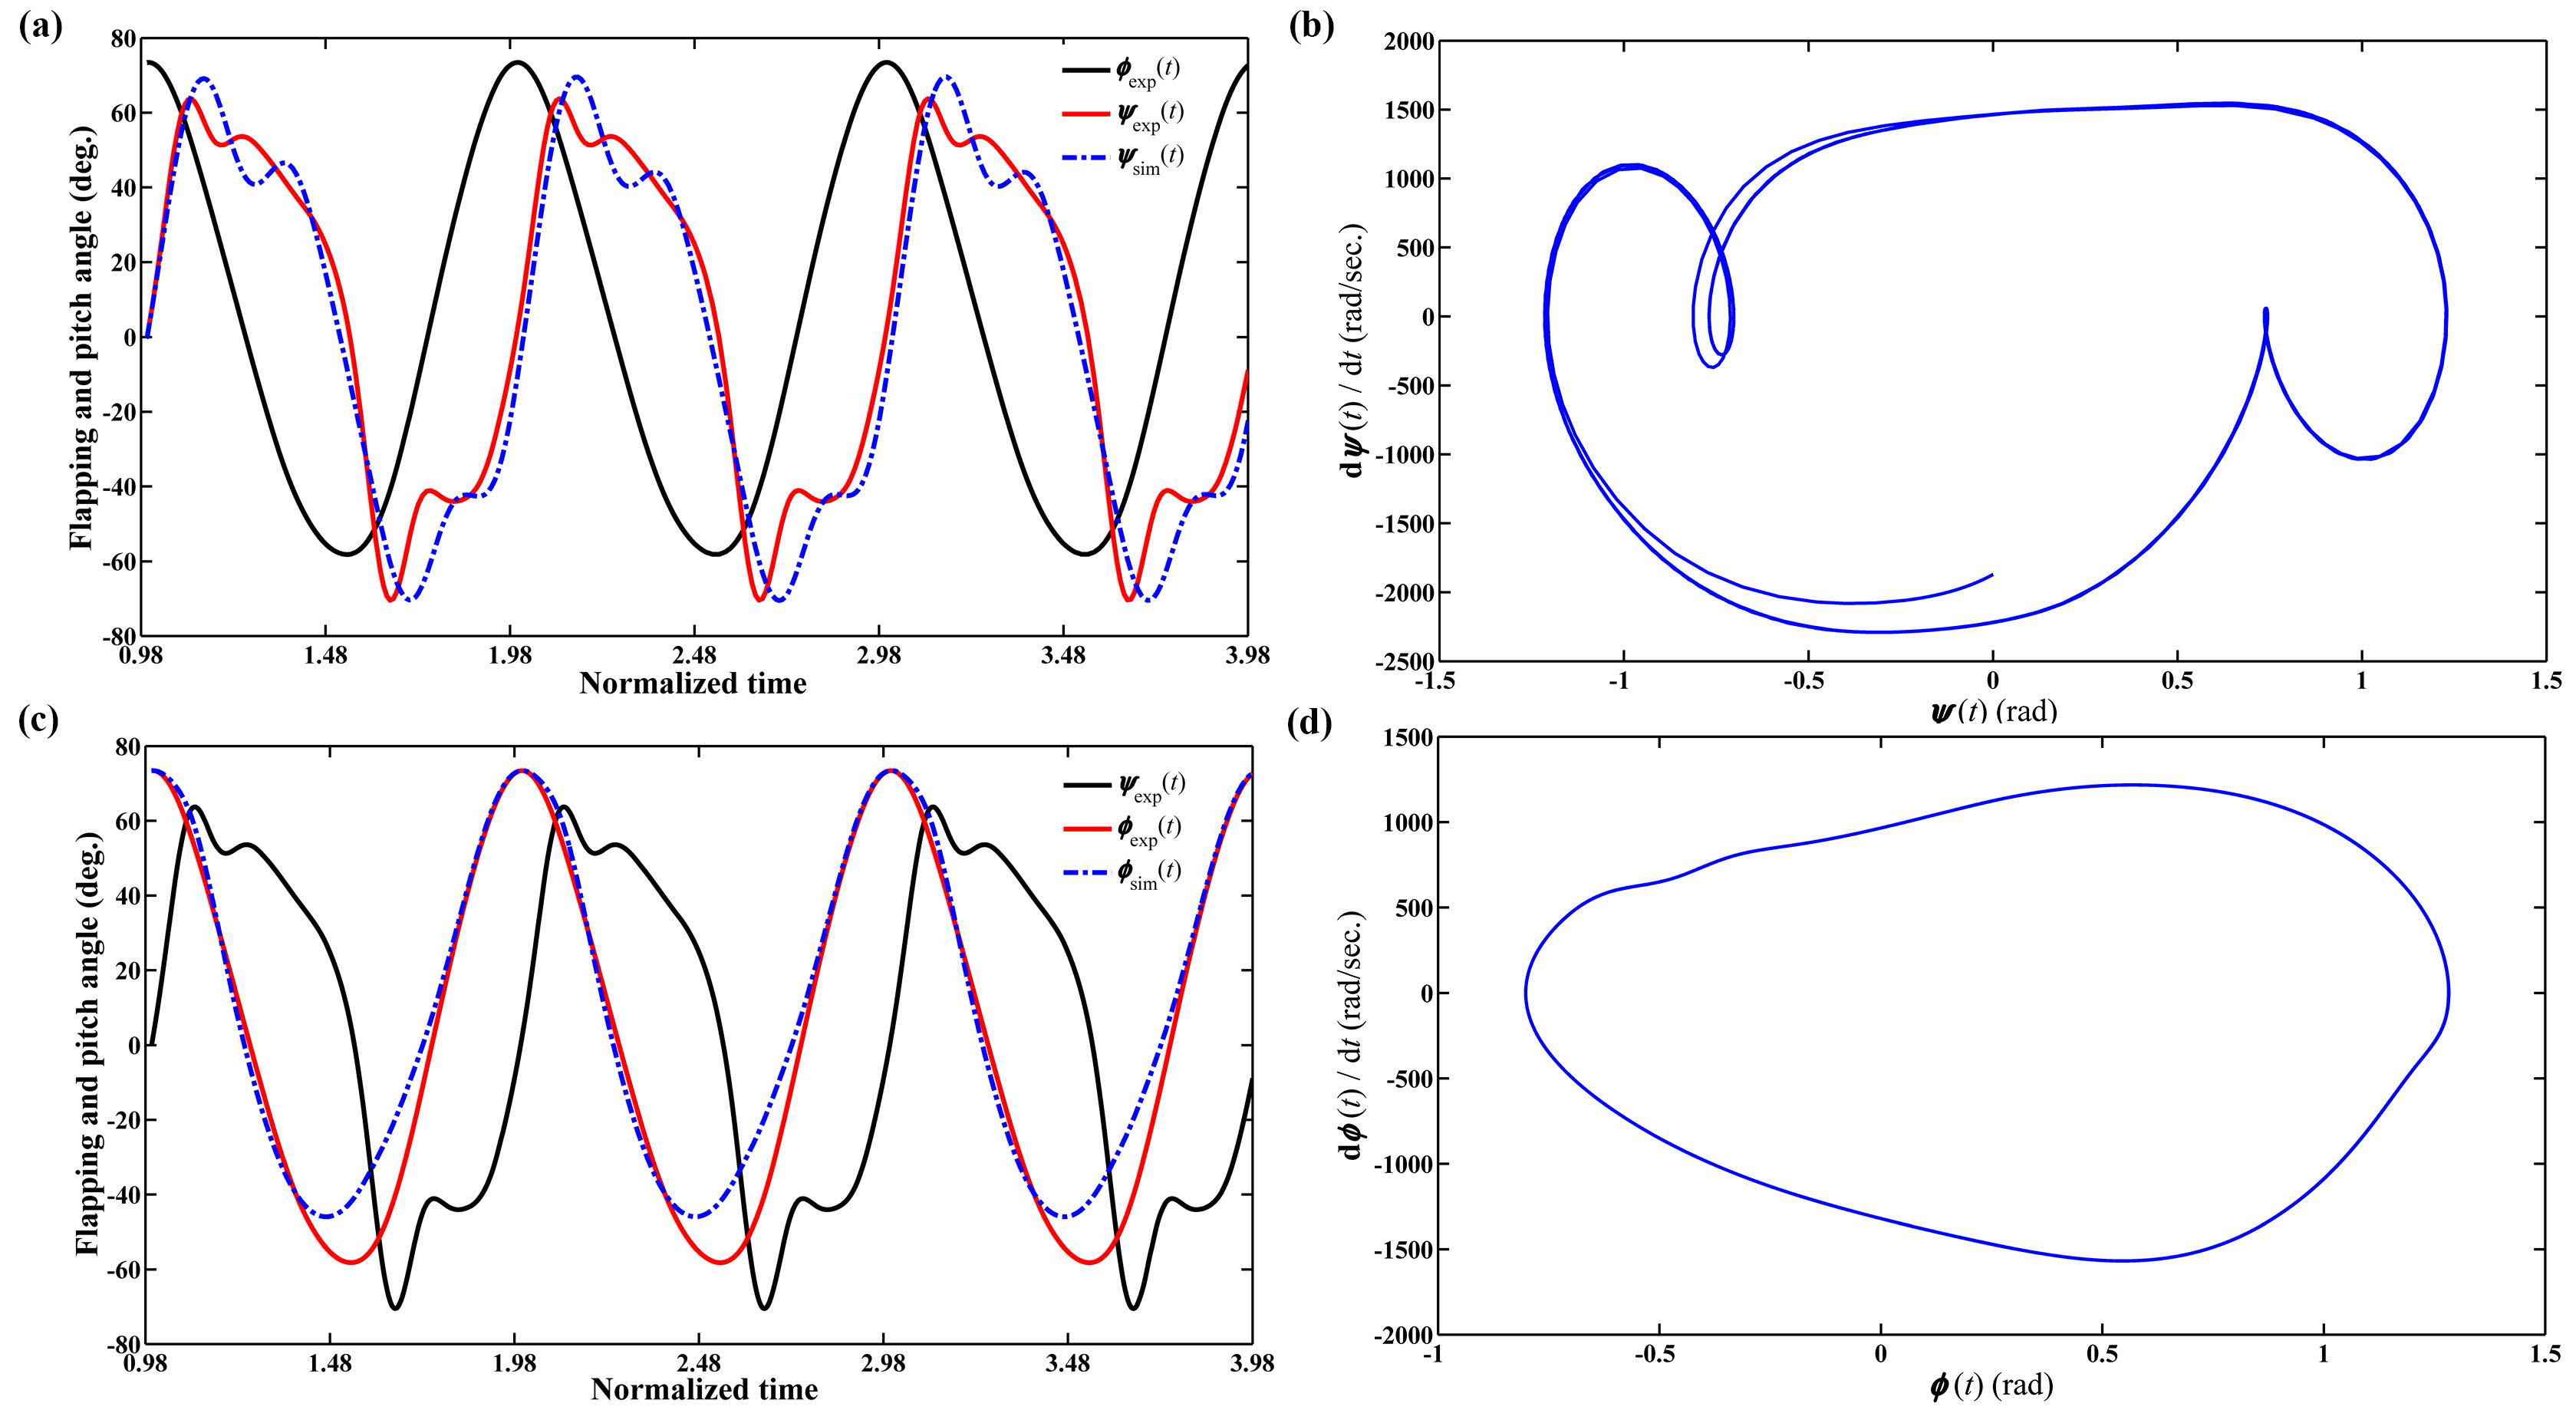 (a)
80
60
40
20
0
-20
-40
-60
-80
0.98 1.48 1.98 2.48 2.98 3.48 3.98
Flapping and pitch angle (deg.)
Normalized time
ϕexp(t)
ψexp(t)
ψsim(t)
(b)
2000
1500
1000
500
0
-500
-1000
-1500
-2000
-2500
-1.5 -1 -0.5 0 0.5 1 1.5
dψ(t) / dt (rad/sec.)
ψ(t) (rad)
(c)
80
60
40
20
0
-20
-40
-60
-80
0.98 1.48 1.98 2.48 2.98 3.48 3.98
Flapping and pitch angle (deg.)
Normalized time
ψexp(t)
ϕexp(t)
ϕsim(t)
(d)
1500
1000
500
0
-500
-1000
-1500
-2000
-1 -0.5 0 0.5 1 1.5
dϕ(t) / dt (rad/sec.)
ϕ(t) (rad)